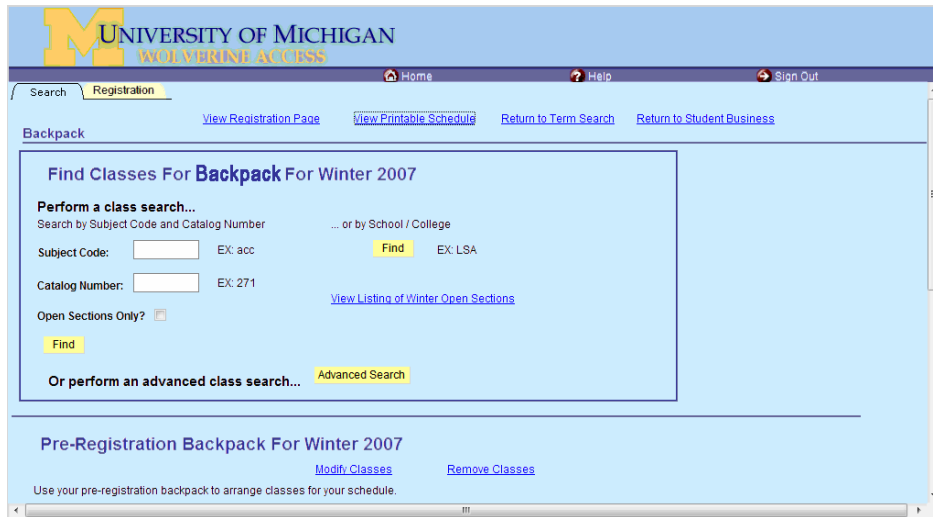 UNIVERSITY OF MICHIGAN
WOLVERINE ACCESS
Home Help Sign Out
Search Registration
View Registration Page View Printable Schedule Return to Term Search Return to Student Business
Backpack
Find Classes For Backpack For Winter 2007
Perform a class search...
Search by Subject Code and Catalog Number ... or by School / College
Subject Code: EX: acc Find EX: LSA
Catalog Number: EX: 271
View Listing of Winter Open Sections
Open Sections Only?
Find
Or perform an advanced class search... Advanced Search
Pre-Registration Backpack For Winter 2007
Modify Classes Remove Classes
Use your pre-registration backpack to arrange classes for your schedule.